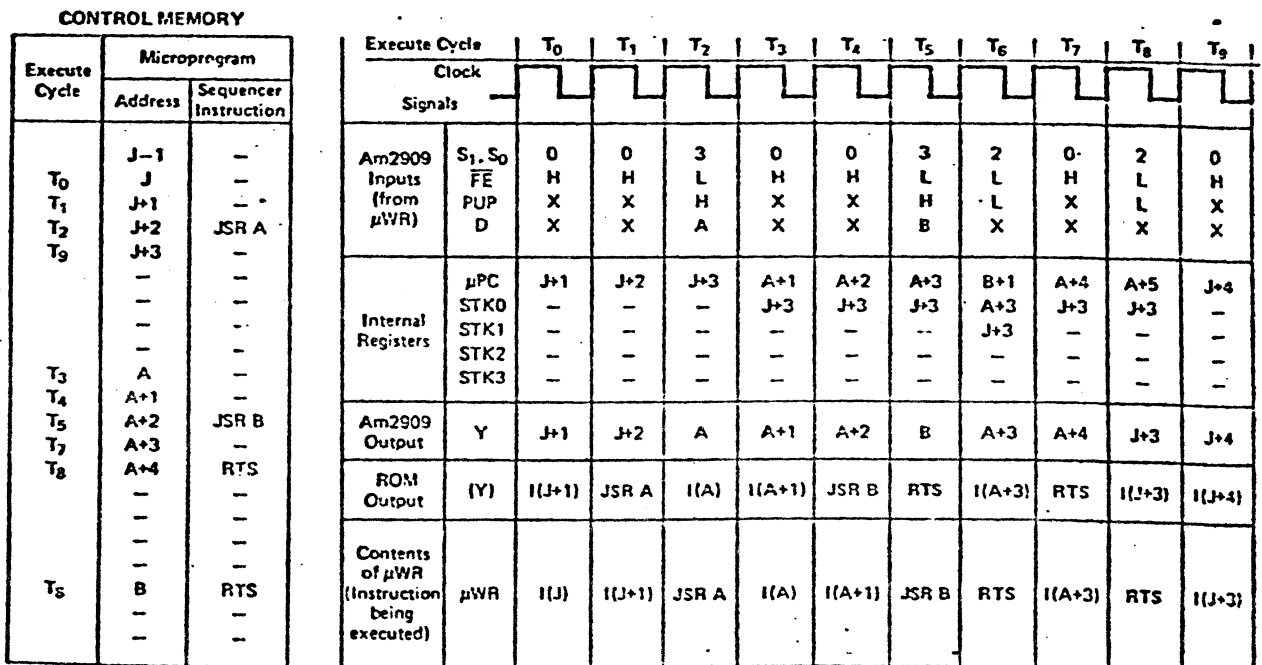 CONTROL MEMORY
Execute Cycle | Microprogram
Address | Sequencer Instruction
J–1 | –
T0 | J | –
T1 | J+1 | –
T2 | J+2 | JSR A
T9 | J+3 | –
– | –
– | –
– | –
– | –
T3 | A | –
T4 | A+1 | –
T5 | A+2 | JSR B
T7 | A+3 | –
T8 | A+4 | RTS
– | –
– | –
– | –
– | –
TS | B | RTS
– | –
– | –
Execute Cycle | T0 | T1 | T2 | T3 | T4 | T5 | T6 | T7 | T8 | T9
Clock
Signals
Am2909 Inputs (from µWR) | S1, S0 | 0 | 0 | 3 | 0 | 0 | 3 | 2 | 0 | 2 | 0
FE | H | H | L | H | H | L | L | H | L | H
PUP | X | X | H | X | X | H | L | X | L | X
D | X | X | A | X | X | B | X | X | X | X
Internal Registers | µPC | J+1 | J+2 | J+3 | A+1 | A+2 | A+3 | B+1 | A+4 | A+5 | J+4
STK0 | – | – | – | J+3 | J+3 | J+3 | A+3 | J+3 | J+3 | –
STK1 | – | – | – | – | – | – | J+3 | – | – | –
STK2 | – | – | – | – | – | – | – | – | – | –
STK3 | – | – | – | – | – | – | – | – | – | –
Am2909 Output | Y | J+1 | J+2 | A | A+1 | A+2 | B | A+3 | A+4 | J+3 | J+4
ROM Output | (Y) | I(J+1) | JSR A | I(A) | I(A+1) | JSR B | RTS | I(A+3) | RTS | I(J+3) | I(J+4)
Contents of µWR (Instruction being executed) | µWR | I(J) | I(J+1) | JSR A | I(A) | I(A+1) | JSR B | RTS | I(A+3) | RTS | I(J+3)